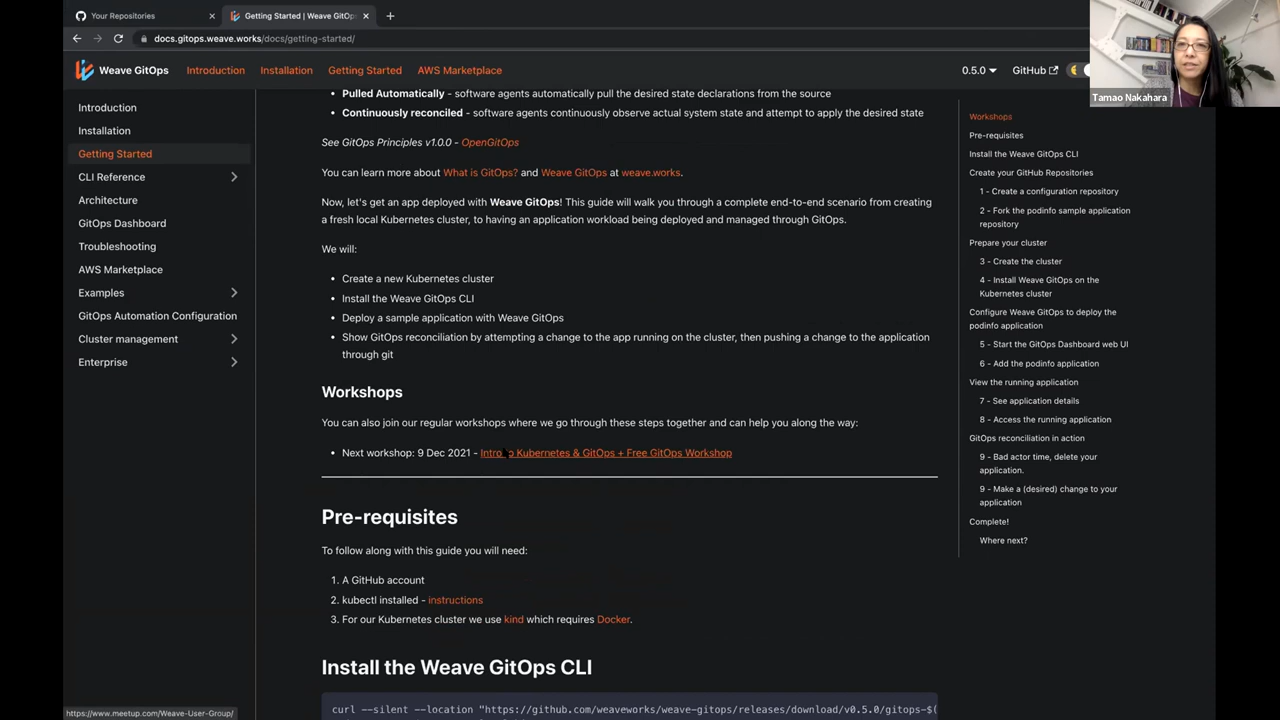 Your Repositories
Getting Started | Weave GitOp
docs.gitops.weave.works/docs/getting-started/
Weave GitOps
Introduction
Installation
Getting Started
AWS Marketplace
0.5.0
GitHub
Tamao Nakahara
Introduction
Installation
Getting Started
CLI Reference
Architecture
GitOps Dashboard
Troubleshooting
AWS Marketplace
Examples
GitOps Automation Configuration
Cluster management
Enterprise
• Pulled Automatically - software agents automatically pull the desired state declarations from the source
• Continuously reconciled - software agents continuously observe actual system state and attempt to apply the desired state
See GitOps Principles v1.0.0 - OpenGitOps
You can learn more about What is GitOps? and Weave GitOps at weave.works.
Now, let's get an app deployed with Weave GitOps! This guide will walk you through a complete end-to-end scenario from creating
a fresh local Kubernetes cluster, to having an application workload being deployed and managed through GitOps.
We will:
• Create a new Kubernetes cluster
• Install the Weave GitOps CLI
• Deploy a sample application with Weave GitOps
• Show GitOps reconciliation by attempting a change to the app running on the cluster, then pushing a change to the application
through git
Workshops
You can also join our regular workshops where we go through these steps together and can help you along the way:
• Next workshop: 9 Dec 2021 - Intro to Kubernetes & GitOps + Free GitOps Workshop
Pre-requisites
To follow along with this guide you will need:
1. A GitHub account
2. kubectl installed - instructions
3. For our Kubernetes cluster we use kind which requires Docker.
Install the Weave GitOps CLI
curl --silent --location "https://github.com/weaveworks/weave-gitops/releases/download/v0.5.0/gitops-$(
Workshops
Pre-requisites
Install the Weave GitOps CLI
Create your GitHub Repositories
1 - Create a configuration repository
2 - Fork the podinfo sample application
repository
Prepare your cluster
3 - Create the cluster
4 - Install Weave GitOps on the
Kubernetes cluster
Configure Weave GitOps to deploy the
podinfo application
5 - Start the GitOps Dashboard web UI
6 - Add the podinfo application
View the running application
7 - See application details
8 - Access the running application
GitOps reconciliation in action
9 - Bad actor time, delete your
application.
9 - Make a (desired) change to your
application
Complete!
Where next?
https://www.meetup.com/Weave-User-Group/